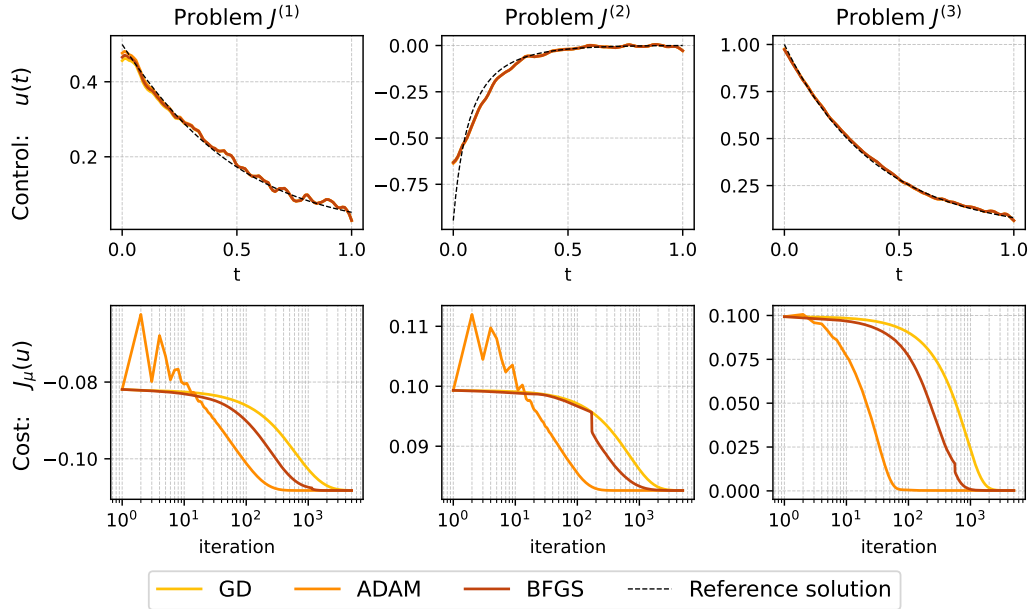 Problem J^(1)
Problem J^(2)
Problem J^(3)
Control: u(t)
0.4
0.2
0.0 0.5 1.0
t
0.00
−0.25
−0.50
−0.75
0.0 0.5 1.0
t
1.00
0.75
0.50
0.25
0.0 0.5 1.0
t
Cost: J_μ(u)
−0.08
−0.10
10^0 10^1 10^2 10^3
iteration
0.11
0.10
0.09
10^0 10^1 10^2 10^3
iteration
0.100
0.075
0.050
0.025
0.000
10^0 10^1 10^2 10^3
iteration
GD ADAM BFGS Reference solution